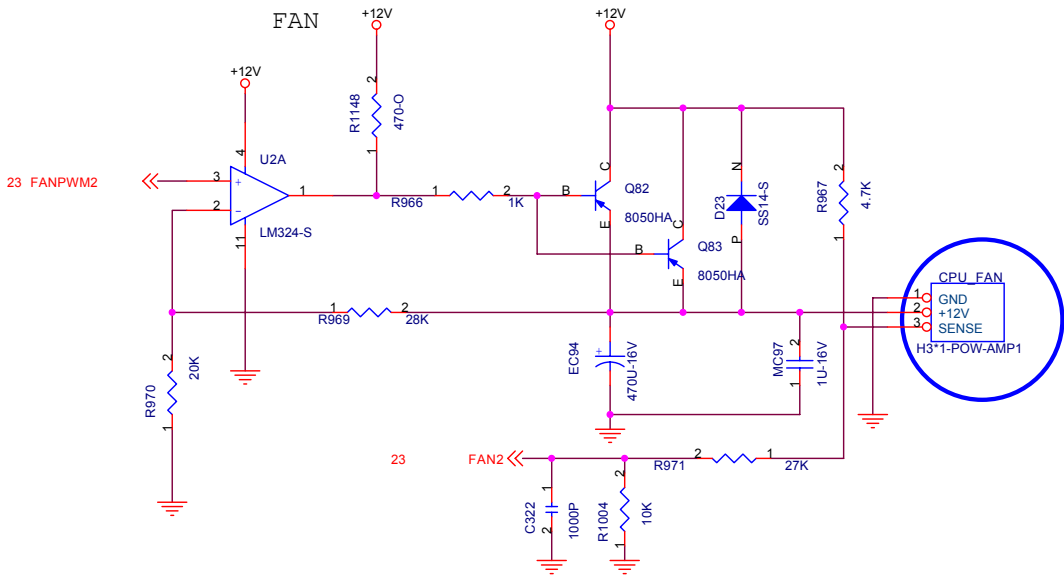 FAN
+12V
+12V
+12V
R1148
470-O
2
1
23 FANPWM2
4
U2A
3
+
1
2
-
11
LM324-S
R966
1
2
1K
B
C
Q82
8050HA
E
B
C
Q83
8050HA
E
N
D23
SS14-S
P
2
R967
4.7K
1
CPU_FAN
1
GND
2
+12V
3
SENSE
H3*1-POW-AMP1
1
2
R969
28K
2
R970
20K
1
EC94
+
470U-16V
2
MC97
1U-16V
1
23
FAN2
2
R971
1
27K
1
C322
1000P
2
2
R1004
10K
1